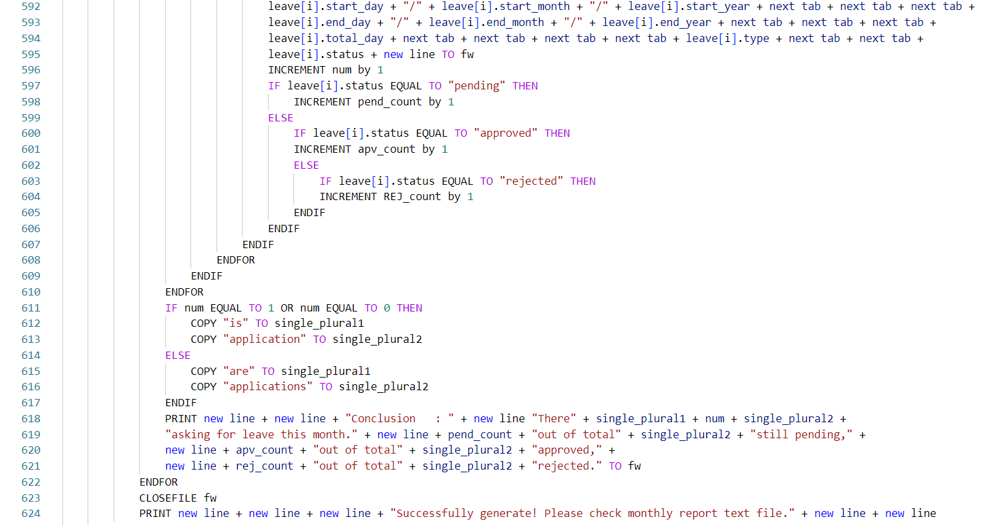 592 leave[i].start_day + "/" + leave[i].start_month + "/" + leave[i].start_year + next tab + next tab + next tab +
593 leave[i].end_day + "/" + leave[i].end_month + "/" + leave[i].end_year + next tab + next tab + next tab +
594 leave[i].total_day + next tab + next tab + next tab + next tab + leave[i].type + next tab + next tab +
595 leave[i].status + new line TO fw
596 INCREMENT num by 1
597 IF leave[i].status EQUAL TO "pending" THEN
598 INCREMENT pend_count by 1
599 ELSE
600 IF leave[i].status EQUAL TO "approved" THEN
601 INCREMENT apv_count by 1
602 ELSE
603 IF leave[i].status EQUAL TO "rejected" THEN
604 INCREMENT REJ_count by 1
605 ENDIF
606 ENDIF
607 ENDIF
608 ENDFOR
609 ENDIF
610 ENDFOR
611 IF num EQUAL TO 1 OR num EQUAL TO 0 THEN
612 COPY "is" TO single_plural1
613 COPY "application" TO single_plural2
614 ELSE
615 COPY "are" TO single_plural1
616 COPY "applications" TO single_plural2
617 ENDIF
618 PRINT new line + new line + "Conclusion   : " + new line "There" + single_plural1 + num + single_plural2 +
619 "asking for leave this month." + new line + pend_count + "out of total" + single_plural2 + "still pending," +
620 new line + apv_count + "out of total" + single_plural2 + "approved," +
621 new line + rej_count + "out of total" + single_plural2 + "rejected." TO fw
622 ENDFOR
623 CLOSEFILE fw
624 PRINT new line + new line + new line + "Successfully generate! Please check monthly report text file." + new line + new line